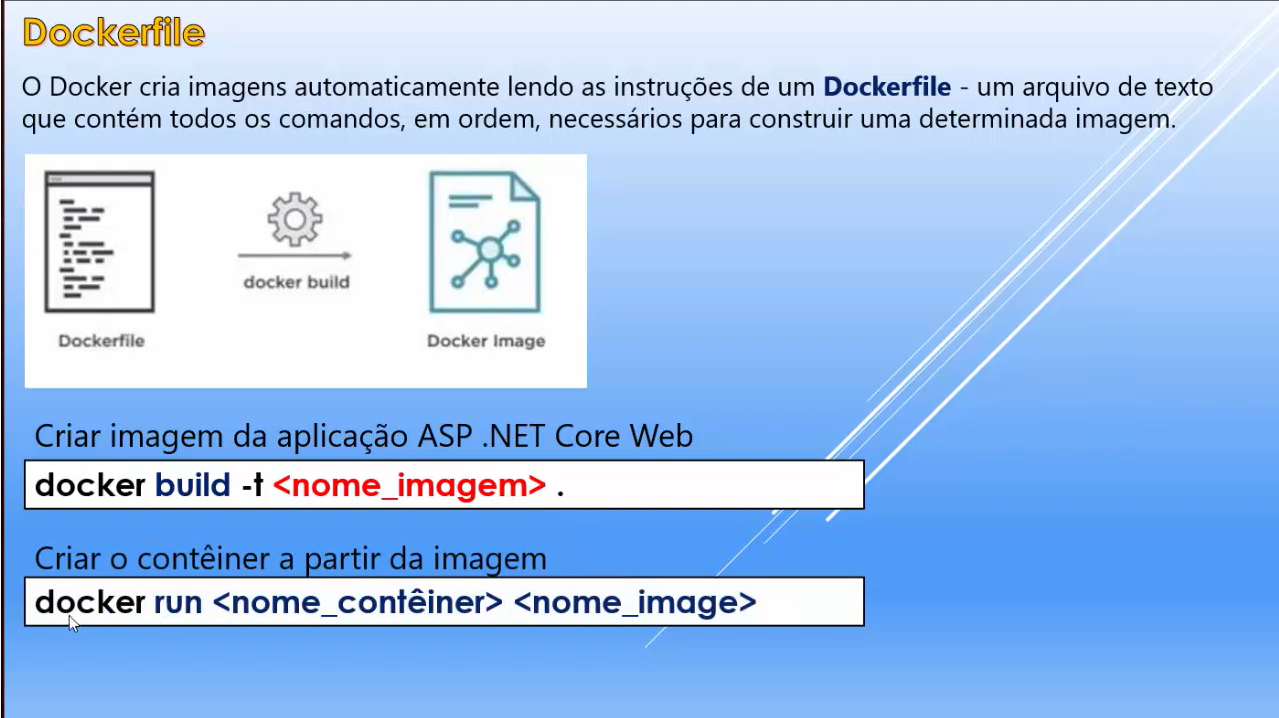 Dockerfile
O Docker cria imagens automaticamente lendo as instruções de um Dockerfile - um arquivo de texto
que contém todos os comandos, em ordem, necessários para construir uma determinada imagem.
docker build
Dockerfile
Docker Image
Criar imagem da aplicação ASP .NET Core Web
docker build -t <nome_imagem> .
Criar o contêiner a partir da imagem
docker run <nome_contêiner> <nome_image>